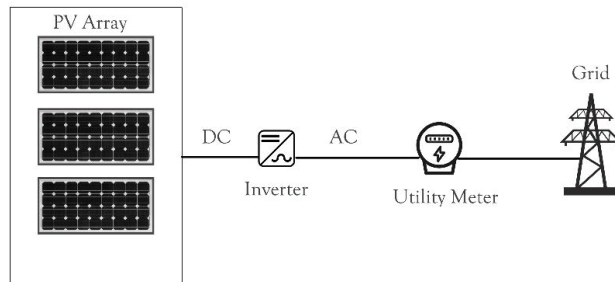 PV Array
Grid
DC
AC
Inverter
Utility Meter